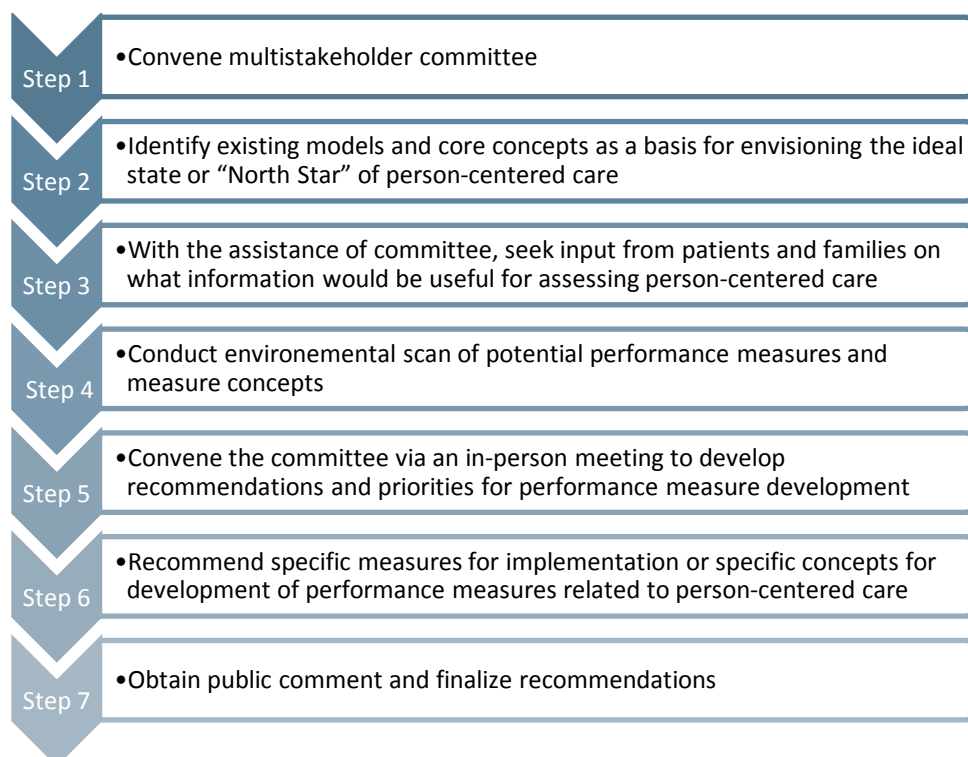 Step 1
•Convene multistakeholder committee
Step 2
•Identify existing models and core concepts as a basis for envisioning the ideal
state or “North Star” of person-centered care
Step 3
•With the assistance of committee, seek input from patients and families on
what information would be useful for assessing person-centered care
Step 4
•Conduct environemental scan of potential performance measures and
measure concepts
Step 5
•Convene the committee via an in-person meeting to develop
recommendations and priorities for performance measure development
Step 6
•Recommend specific measures for implementation or specific concepts for
development of performance measures related to person-centered care
Step 7
•Obtain public comment and finalize recommendations